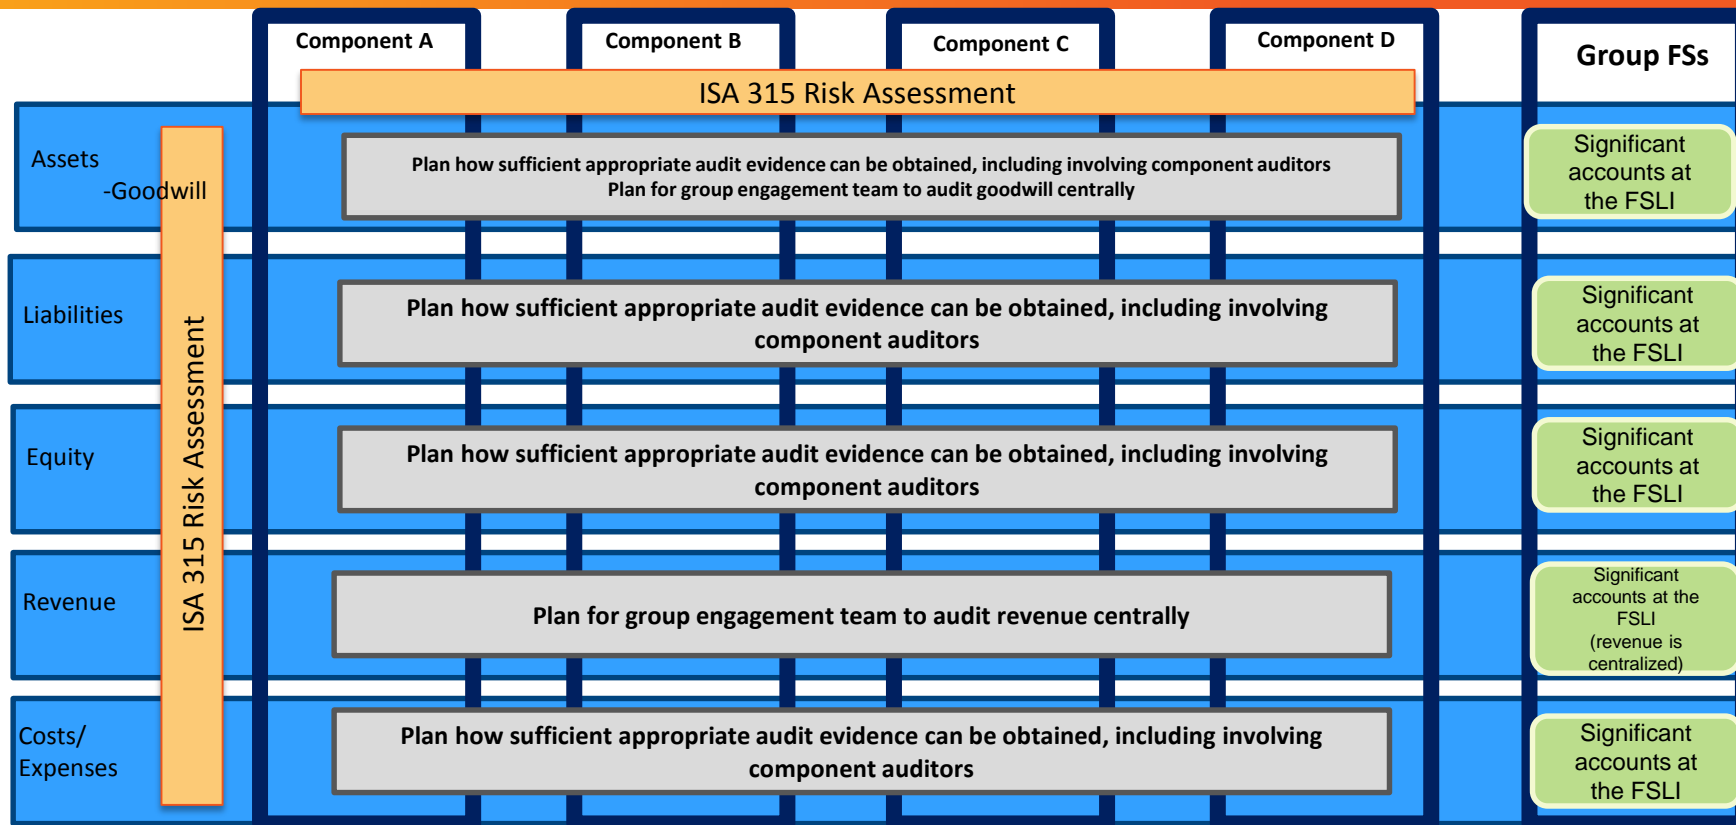 Component A
Component B
Component C
Component D
Group FSs
ISA 315 Risk Assessment
ISA 315 Risk Assessment
Assets
-Goodwill
Plan how sufficient appropriate audit evidence can be obtained, including involving component auditors
Plan for group engagement team to audit goodwill centrally
Significant
accounts at
the FSLI
Liabilities
Plan how sufficient appropriate audit evidence can be obtained, including involving
component auditors
Significant
accounts at
the FSLI
Equity
Plan how sufficient appropriate audit evidence can be obtained, including involving
component auditors
Significant
accounts at
the FSLI
Revenue
Plan for group engagement team to audit revenue centrally
Significant
accounts at the
FSLI
(revenue is
centralized)
Costs/
Expenses
Plan how sufficient appropriate audit evidence can be obtained, including involving
component auditors
Significant
accounts at
the FSLI